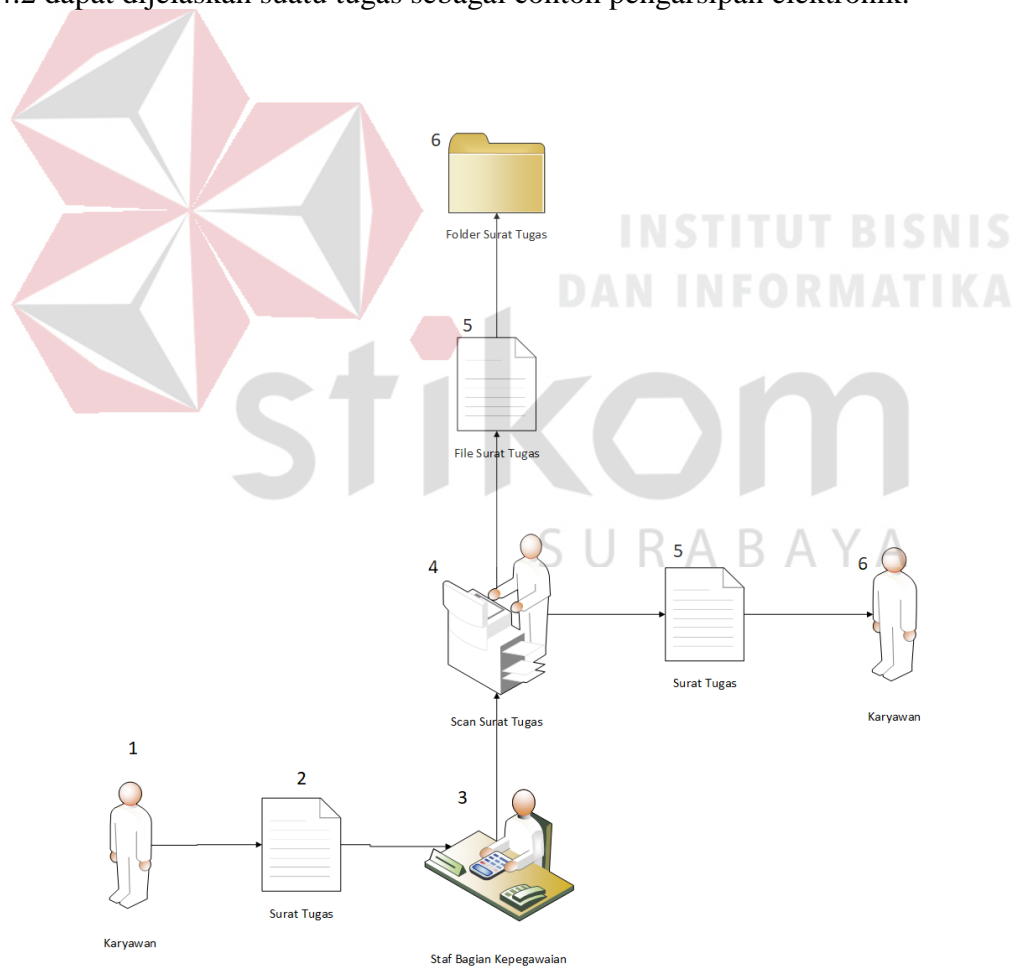 4.2 dapat dijelaskan suatu tugas sebagai contoh pengarsipan elektronik.
6
Folder Surat Tugas
INSTITUT BISNIS
DAN INFORMATIKA
5
stikom
File Surat Tugas
SURABAYA
4
5
6
Scan Surat Tugas
Surat Tugas
Karyawan
1
2
3
Surat Tugas
Karyawan
Staf Bagian Kepegawaian